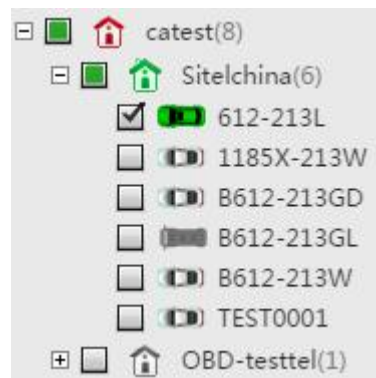 catest(8)
Sitelchina(6)
612-213L
1185X-213W
B612-213GD
B612-213GL
B612-213W
TEST0001
OBD-testtel(1)